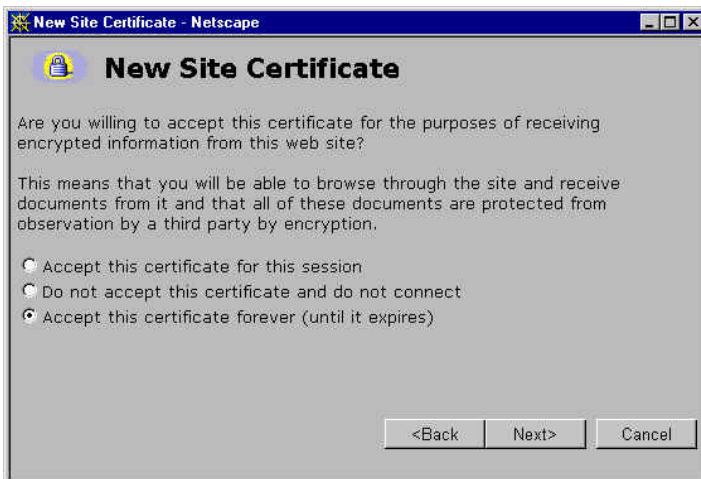 New Site Certificate - Netscape
New Site Certificate
Are you willing to accept this certificate for the purposes of receiving
encrypted information from this web site?
This means that you will be able to browse through the site and receive
documents from it and that all of these documents are protected from
observation by a third party by encryption.
Accept this certificate for this session
Do not accept this certificate and do not connect
Accept this certificate forever (until it expires)
<Back Next> Cancel